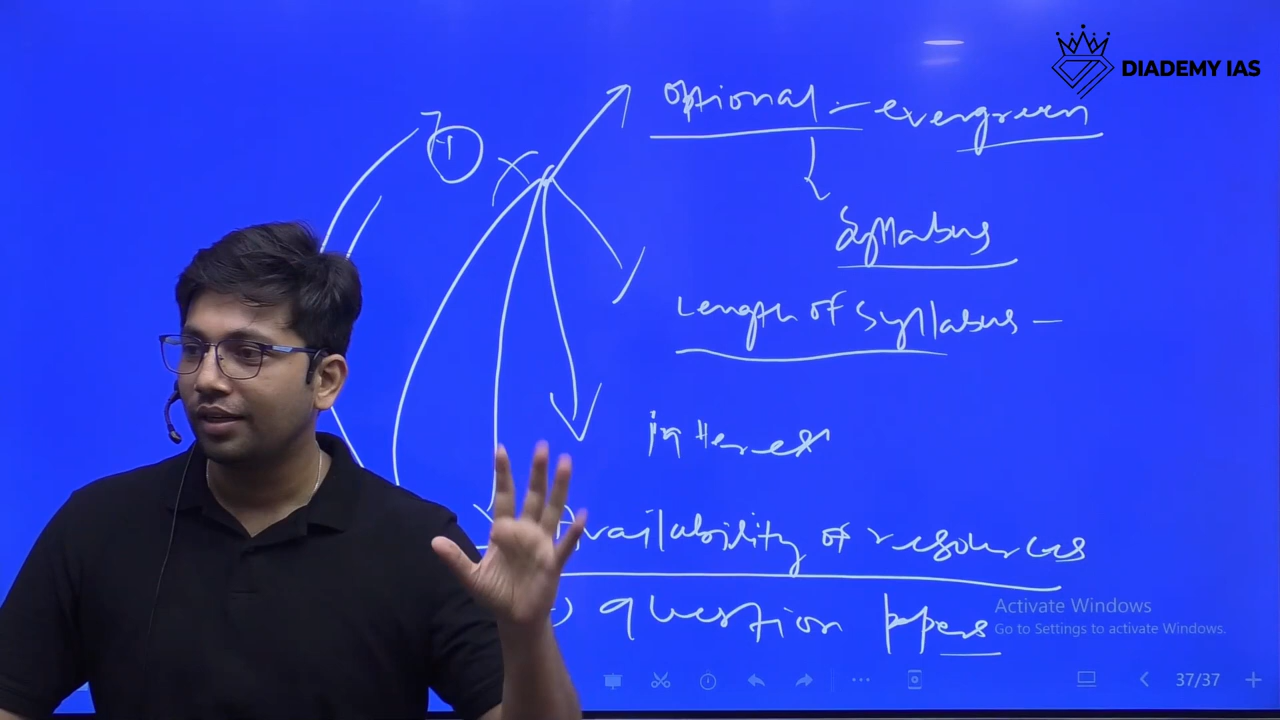 DIADEMY IAS
optional - evergreen
1
Syllabus
Length of Syllabus -
interest
Availability of resources
) question papers
Activate Windows
Go to Settings to activate Windows.
37/37